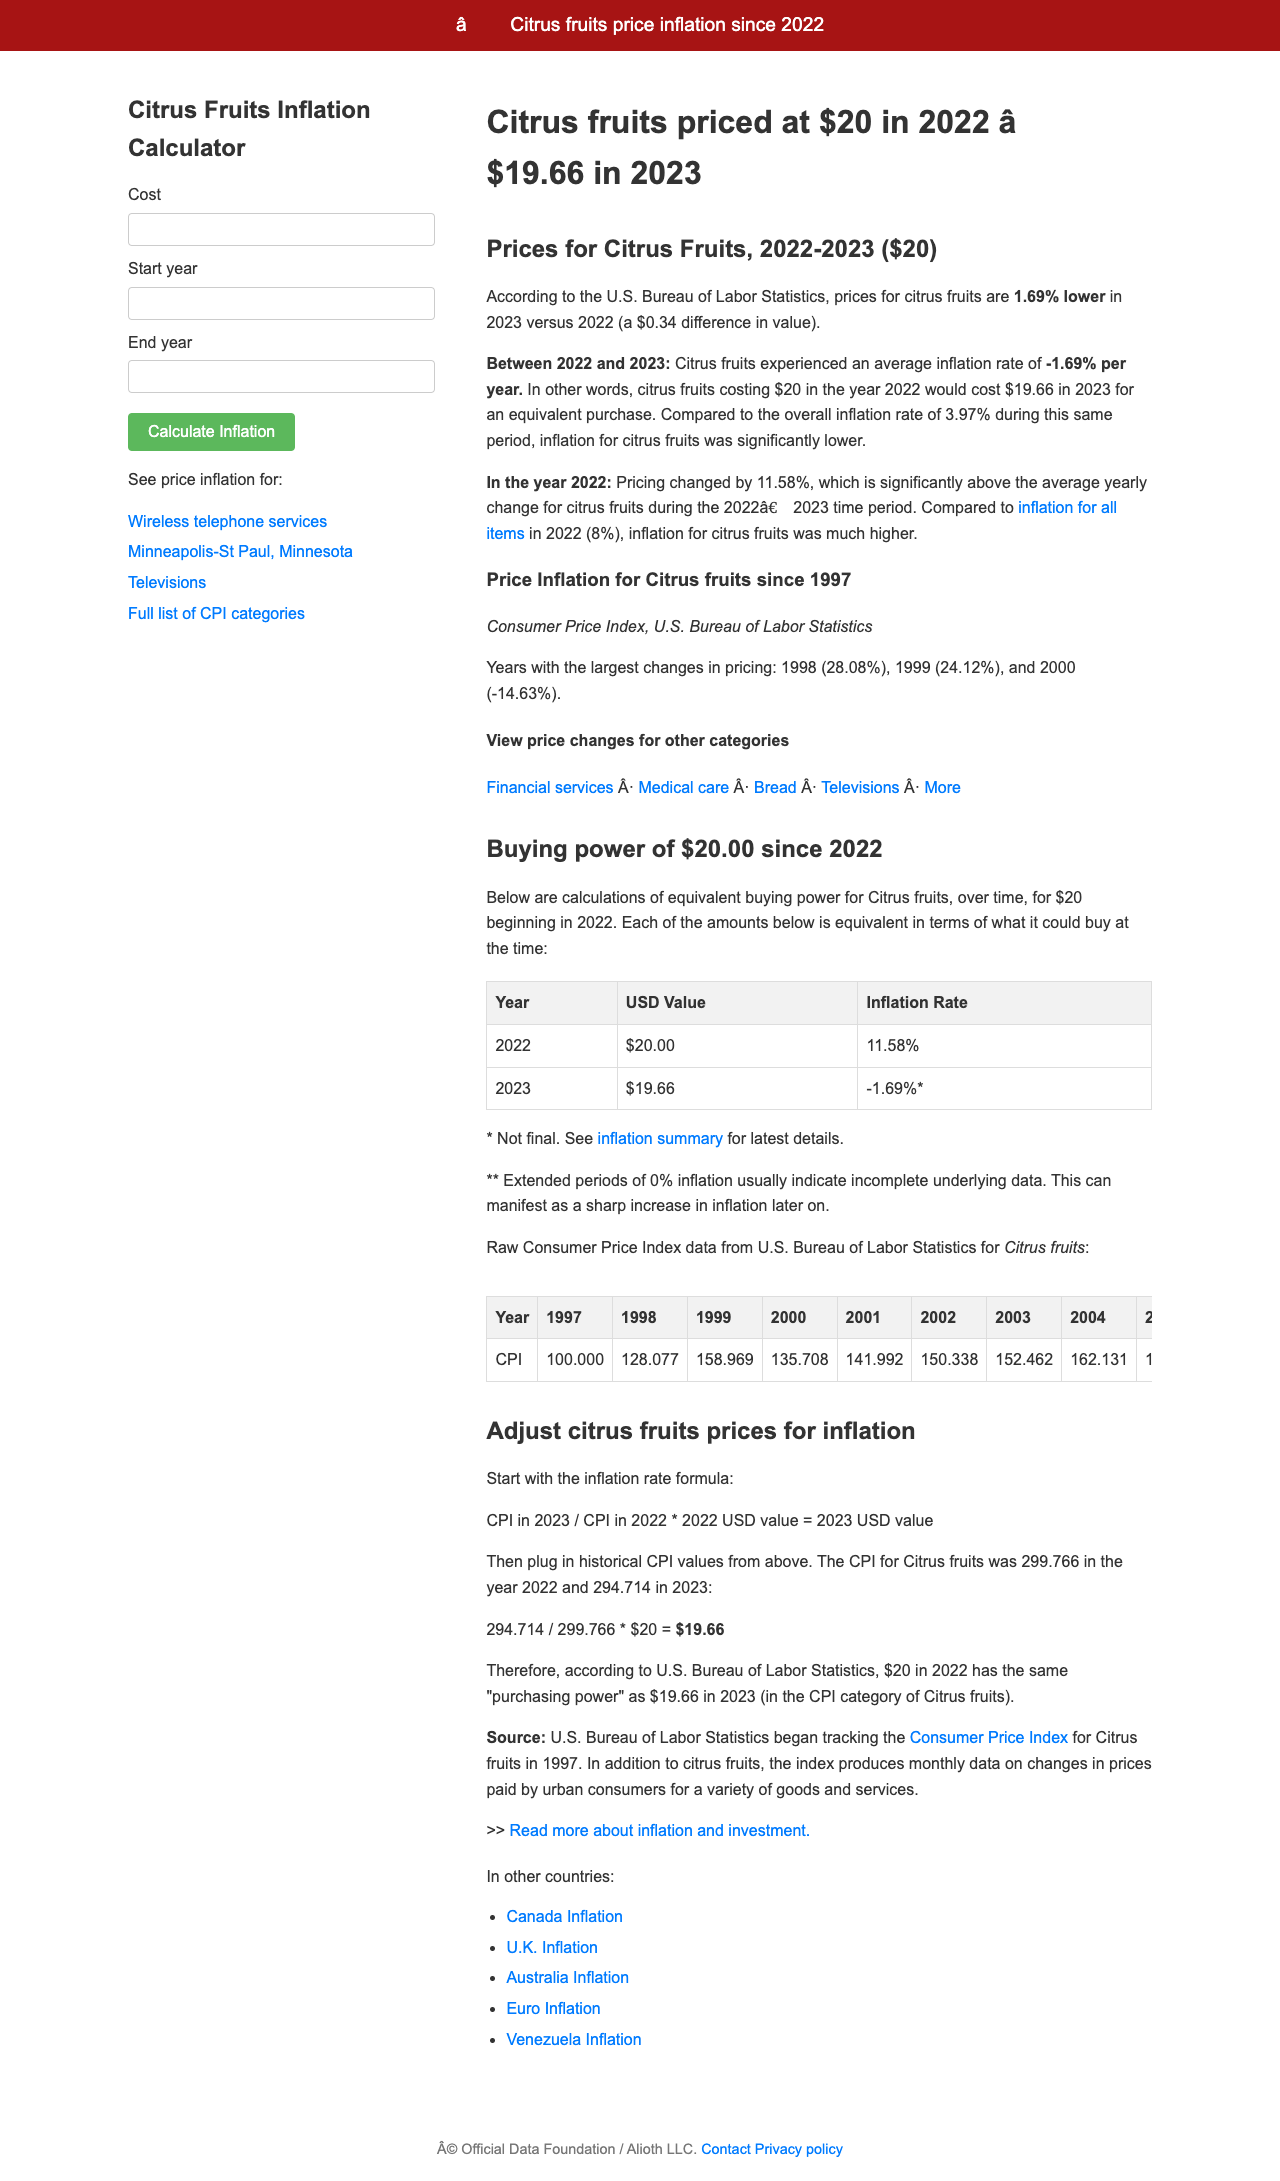 â Citrus fruits price inflation since 2022
Citrus Fruits Inflation
Calculator
Cost
Start year
End year
Calculate Inflation
See price inflation for:
Wireless telephone services
Minneapolis-St Paul, Minnesota
Televisions
Full list of CPI categories
Citrus fruits priced at $20 in 2022 â
$19.66 in 2023
Prices for Citrus Fruits, 2022-2023 ($20)
According to the U.S. Bureau of Labor Statistics, prices for citrus fruits are 1.69% lower in
2023 versus 2022 (a $0.34 difference in value).
Between 2022 and 2023: Citrus fruits experienced an average inflation rate of -1.69% per
year. In other words, citrus fruits costing $20 in the year 2022 would cost $19.66 in 2023 for
an equivalent purchase. Compared to the overall inflation rate of 3.97% during this same
period, inflation for citrus fruits was significantly lower.
In the year 2022: Pricing changed by 11.58%, which is significantly above the average yearly
change for citrus fruits during the 2022â€ 2023 time period. Compared to inflation for all
items in 2022 (8%), inflation for citrus fruits was much higher.
Price Inflation for Citrus fruits since 1997
Consumer Price Index, U.S. Bureau of Labor Statistics
Years with the largest changes in pricing: 1998 (28.08%), 1999 (24.12%), and 2000
(-14.63%).
View price changes for other categories
Financial services Â· Medical care Â· Bread Â· Televisions Â· More
Buying power of $20.00 since 2022
Below are calculations of equivalent buying power for Citrus fruits, over time, for $20
beginning in 2022. Each of the amounts below is equivalent in terms of what it could buy at
the time:
Year USD Value Inflation Rate
2022 $20.00 11.58%
2023 $19.66 -1.69%*
* Not final. See inflation summary for latest details.
** Extended periods of 0% inflation usually indicate incomplete underlying data. This can
manifest as a sharp increase in inflation later on.
Raw Consumer Price Index data from U.S. Bureau of Labor Statistics for Citrus fruits:
Year 1997 1998 1999 2000 2001 2002 2003 2004 2
CPI 100.000 128.077 158.969 135.708 141.992 150.338 152.462 162.131 1
Adjust citrus fruits prices for inflation
Start with the inflation rate formula:
CPI in 2023 / CPI in 2022 * 2022 USD value = 2023 USD value
Then plug in historical CPI values from above. The CPI for Citrus fruits was 299.766 in the
year 2022 and 294.714 in 2023:
294.714 / 299.766 * $20 = $19.66
Therefore, according to U.S. Bureau of Labor Statistics, $20 in 2022 has the same
"purchasing power" as $19.66 in 2023 (in the CPI category of Citrus fruits).
Source: U.S. Bureau of Labor Statistics began tracking the Consumer Price Index for Citrus
fruits in 1997. In addition to citrus fruits, the index produces monthly data on changes in prices
paid by urban consumers for a variety of goods and services.
>> Read more about inflation and investment.
In other countries:
• Canada Inflation
• U.K. Inflation
• Australia Inflation
• Euro Inflation
• Venezuela Inflation
Â© Official Data Foundation / Alioth LLC. Contact Privacy policy